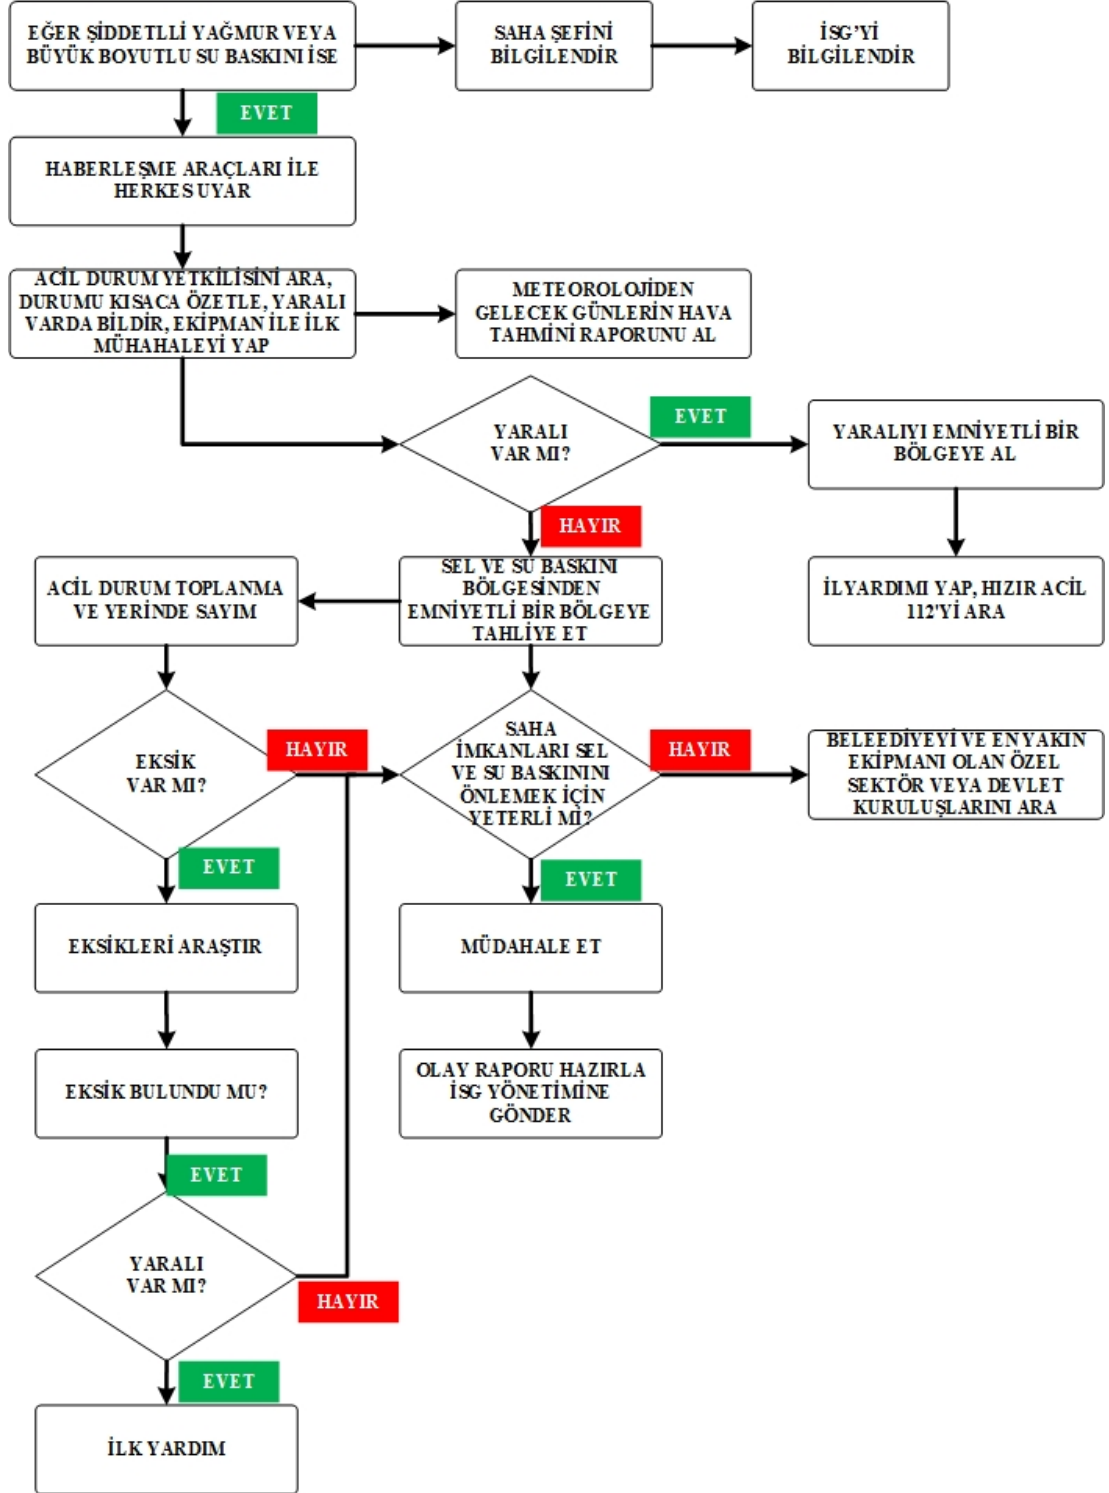 EĞER ŞİDDETLLİ YAĞMUR VEYA
BÜYÜK BOYUTLU SU BASKINI İSE
SAHA ŞEFİNİ
BİLGİLENDİR
İSG'Yİ
BİLGİLENDİR
EVET
HABERLEŞME ARAÇLARI İLE
HERKES UYAR
ACİL DURUM YETKİLİSİNİ ARA,
DURUMU KISACA ÖZETLE, YARALI
VARDA BİLDİR, EKİPMAN İLE İLK
MÜHAHALEYİ YAP
METEOROLOJİDEN
GELECEK GÜNLERİN HAVA
TAHMİNİ RAPORUNU AL
YARALI
VAR MI?
EVET
YARALIYI EMNİYETLİ BİR
BÖLGEYE AL
HAYIR
İLYARDIMI YAP, HIZIR ACİL
112'Yİ ARA
SEL VE SU BASKINI
BÖLGESİNDEN
EMNİYETLİ BİR BÖLGEYE
TAHLİYE ET
ACİL DURUM TOPLANMA
VE YERİNDE SAYIM
EKSİK
VAR MI?
HAYIR
SAHA
İMKANLARI SEL
VE SU BASKININI
ÖNLEMEK İÇİN
YETERLİ Mİ?
HAYIR
BELEEDİYEYİ VE EN YAKIN
EKİPMANI OLAN ÖZEL
SEKTÖR VEYA DEVLET
KURULUŞLARINI ARA
EVET
EVET
EKSİKLERİ ARAŞTIR
MÜDAHALE ET
EKSİK BULUNDU MU?
OLAY RAPORU HAZIRLA
İSG YÖNETİMİNE
GÖNDER
EVET
YARALI
VAR MI?
HAYIR
EVET
İLK YARDIM